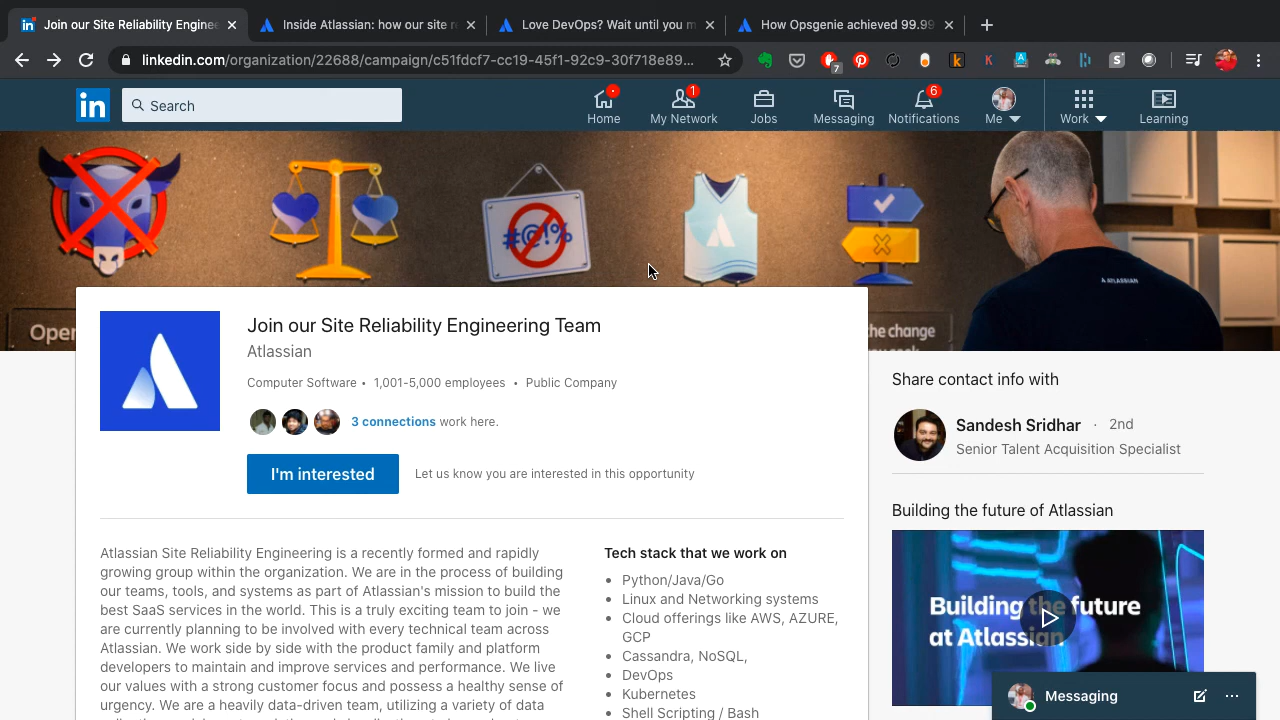 Join our Site Reliability Enginee
Inside Atlassian: how our site r
Love DevOps? Wait until you m
How Opsgenie achieved 99.99
linkedin.com/organization/22688/campaign/c51fdcf7-cc19-45f1-92c9-30f718e89...
7
in
Search
Home
1
My Network
Jobs
Messaging
6
Notifications
Me
Work
Learning
#@!%
ATLASSIAN
Open
the change
Join our Site Reliability Engineering Team
Atlassian
Computer Software • 1,001-5,000 employees • Public Company
3 connections work here.
I'm interested
Let us know you are interested in this opportunity
Atlassian Site Reliability Engineering is a recently formed and rapidly
growing group within the organization. We are in the process of building
our teams, tools, and systems as part of Atlassian's mission to build the
best SaaS services in the world. This is a truly exciting team to join - we
are currently planning to be involved with every technical team across
Atlassian. We work side by side with the product family and platform
developers to maintain and improve services and performance. We live
our values with a strong customer focus and possess a healthy sense of
urgency. We are a heavily data-driven team, utilizing a variety of data
Tech stack that we work on
• Python/Java/Go
• Linux and Networking systems
• Cloud offerings like AWS, AZURE,
GCP
• Cassandra, NoSQL,
• DevOps
• Kubernetes
• Shell Scripting / Bash
Share contact info with
Sandesh Sridhar · 2nd
Senior Talent Acquisition Specialist
Building the future of Atlassian
Building the future
at Atlassian
Messaging